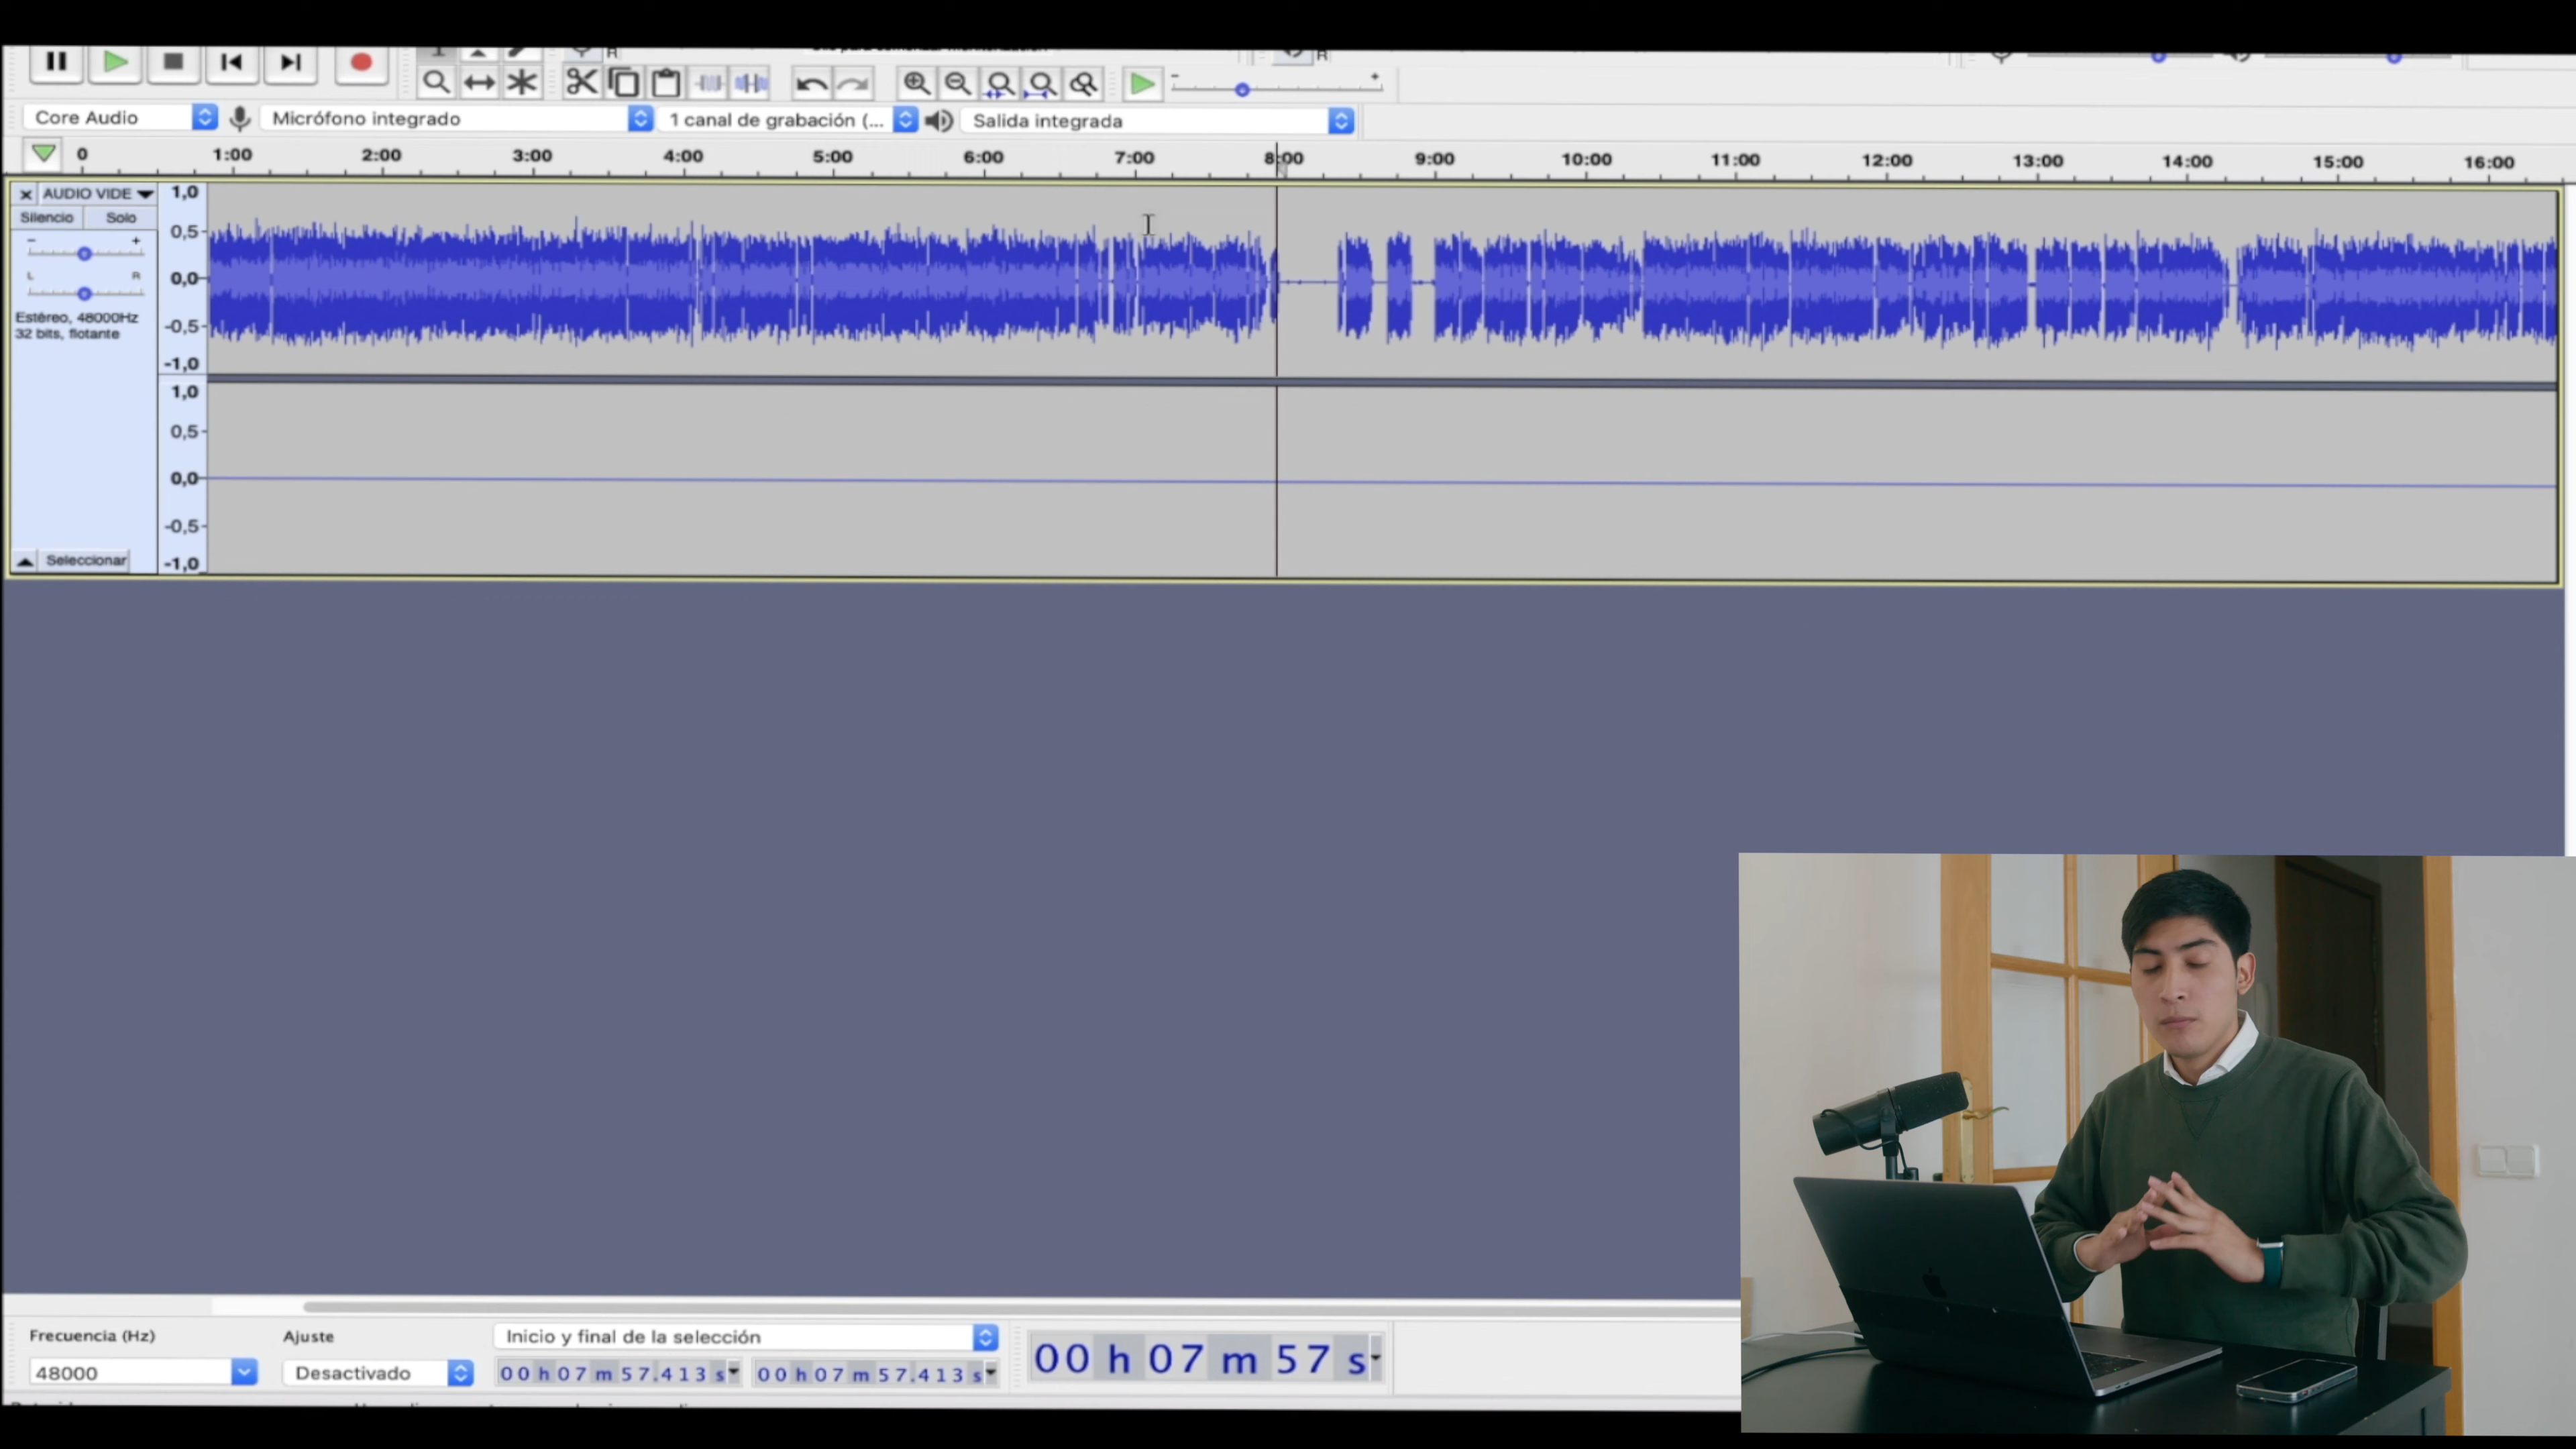 R
R
Core Audio Micrófono integrado 1 canal de grabación (... Salida integrada
0 1:00 2:00 3:00 4:00 5:00 6:00 7:00 8:00 9:00 10:00 11:00 12:00 13:00 14:00 15:00 16:00
AUDIO VIDE
Silencio Solo
- +
L R
Estéreo, 48000Hz
32 bits, flotante
Seleccionar
1,0
0,5
0,0
-0,5
-1,0
1,0
0,5
0,0
-0,5
-1,0
Frecuencia (Hz) Ajuste Inicio y final de la selección
48000 Desactivado 00 h 07 m 57.413 s 00 h 07 m 57.413 s
00 h 07 m 57 s